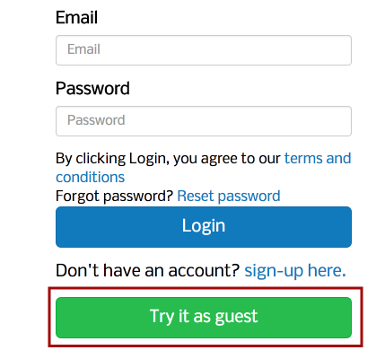 Email
Email
Password
Password
By clicking Login, you agree to our terms and
conditions
Forgot password? Reset password
Login
Don't have an account? sign-up here.
Try it as guest